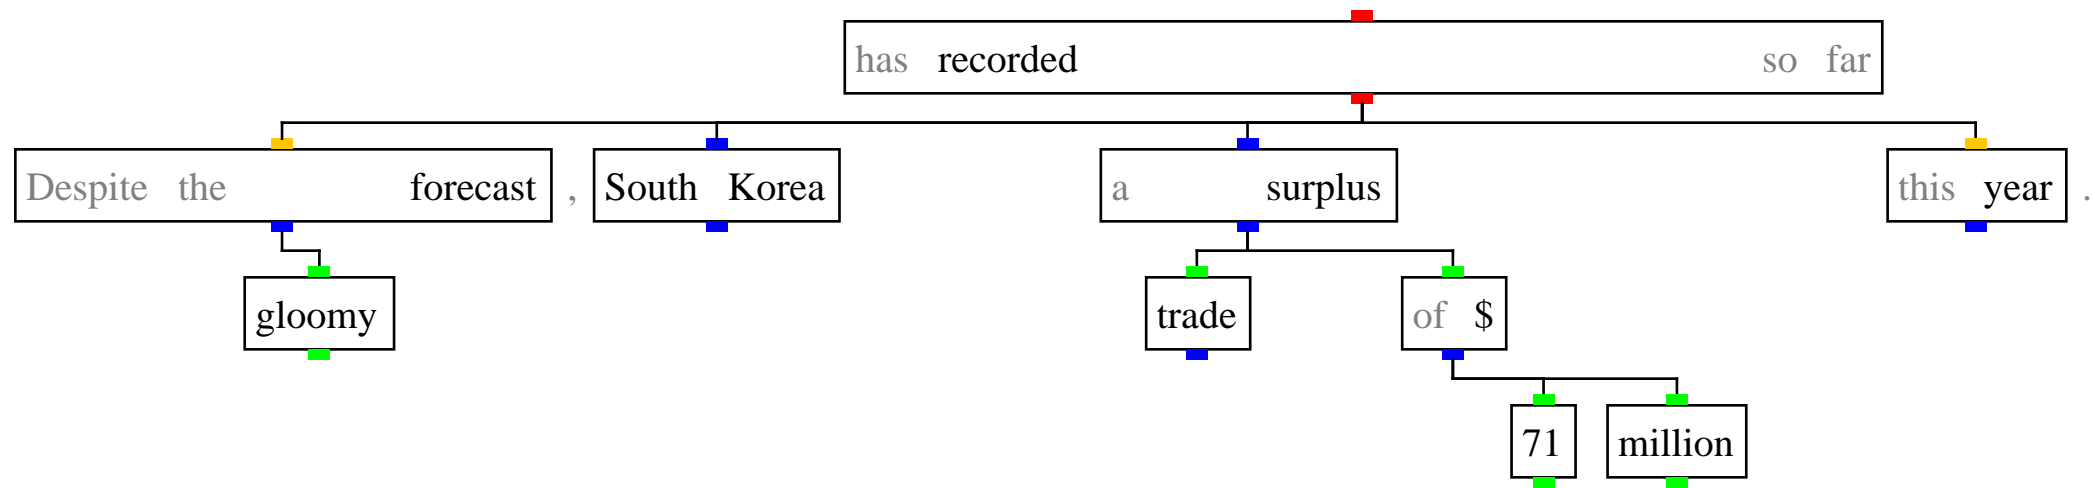 has recorded so far
Despite the forecast , South Korea a surplus this year .
gloomy trade of $
71 million